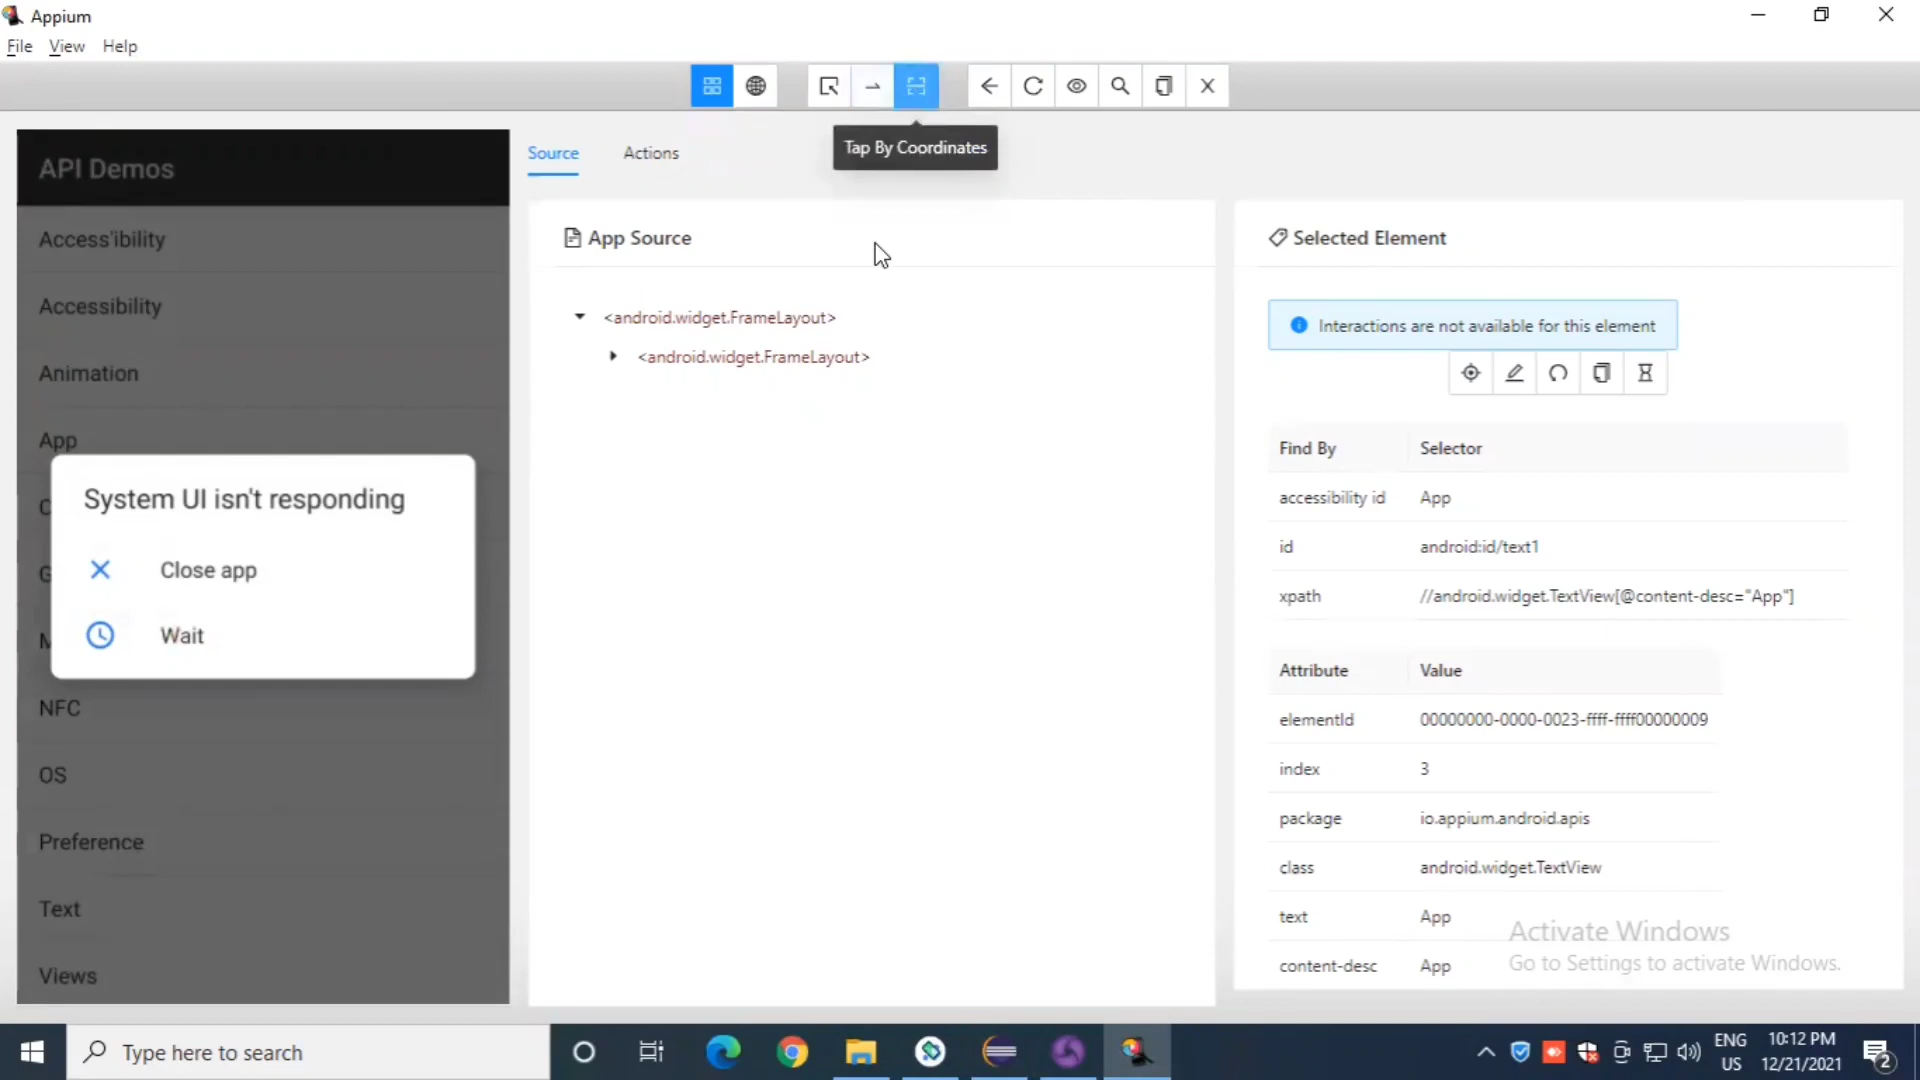 Appium
File View Help
Tap By Coordinates
API Demos
Access'ibility
Accessibility
Animation
App
C
G
M
NFC
OS
Preference
Text
Views
System UI isn't responding
Close app
Wait
Source Actions
App Source
<android.widget.FrameLayout>
<android.widget.FrameLayout>
Selected Element
Interactions are not available for this element
Find By Selector
accessibility id App
id android:id/text1
xpath //android.widget.TextView[@content-desc="App"]
Attribute Value
elementId 00000000-0000-0023-ffff-ffff00000009
index 3
package io.appium.android.apis
class android.widget.TextView
text App
content-desc App
Activate Windows
Go to Settings to activate Windows.
Type here to search
ENG
US
10:12 PM
12/21/2021
2